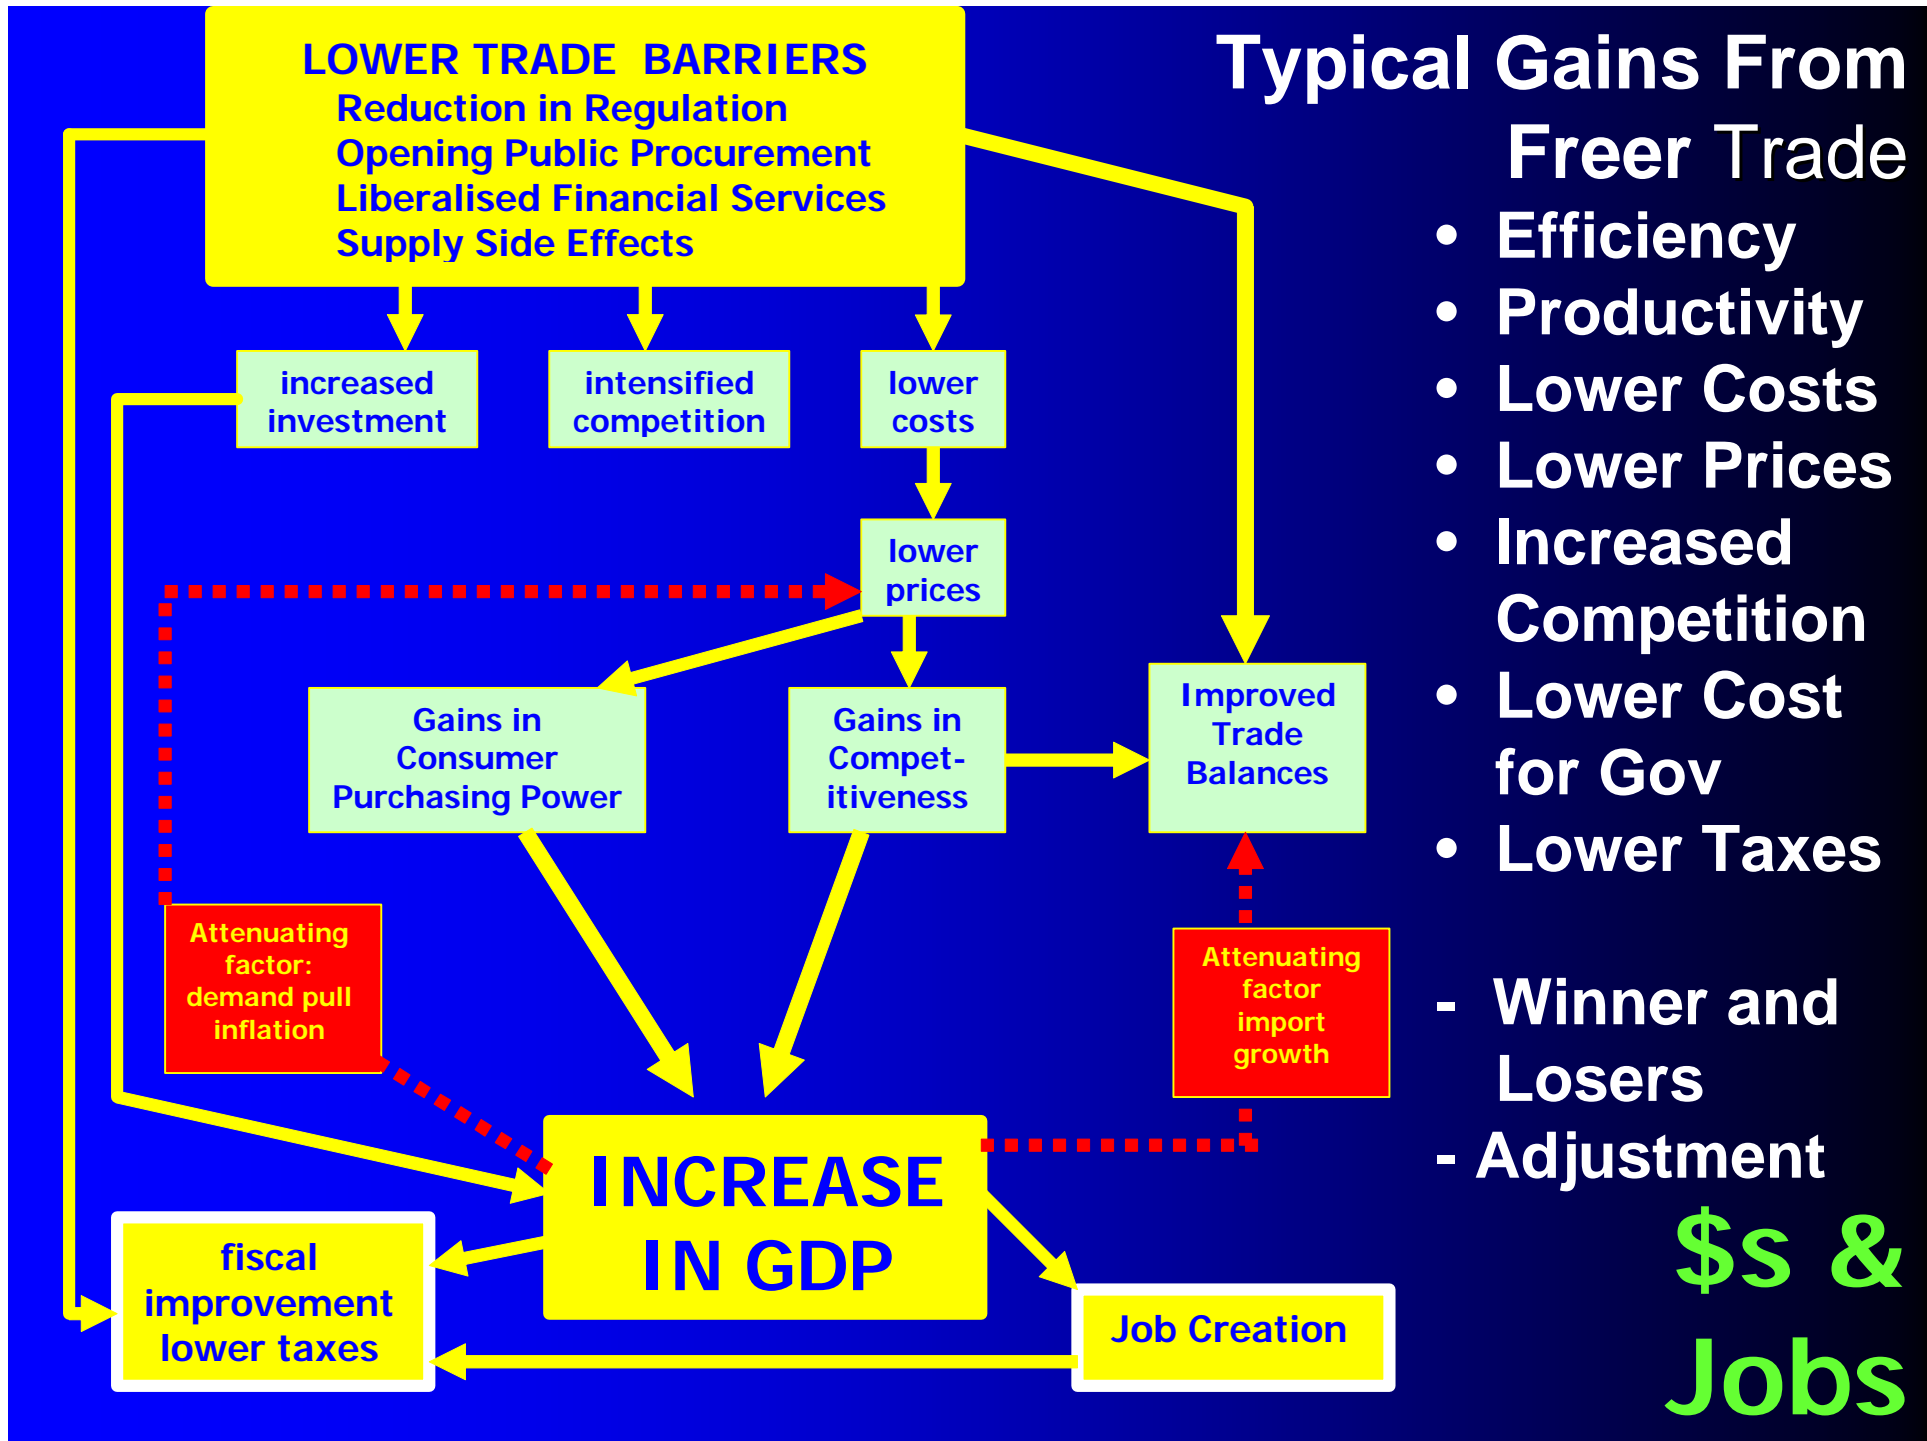 LOWER TRADE BARRIERS
Reduction in Regulation
Opening Public Procurement
Liberalised Financial Services
Supply Side Effects
increased
investment
intensified
competition
lower
costs
lower
prices
Gains in
Consumer
Purchasing Power
Gains in
Compet-
itiveness
Improved
Trade
Balances
Attenuating
factor:
demand pull
inflation
Attenuating
factor
import
growth
INCREASE
IN GDP
fiscal
improvement
lower taxes
Job Creation
Typical Gains From
Freer Trade
• Efficiency
• Productivity
• Lower Costs
• Lower Prices
• Increased
Competition
• Lower Cost
for Gov
• Lower Taxes
- Winner and
Losers
- Adjustment
$s &
Jobs